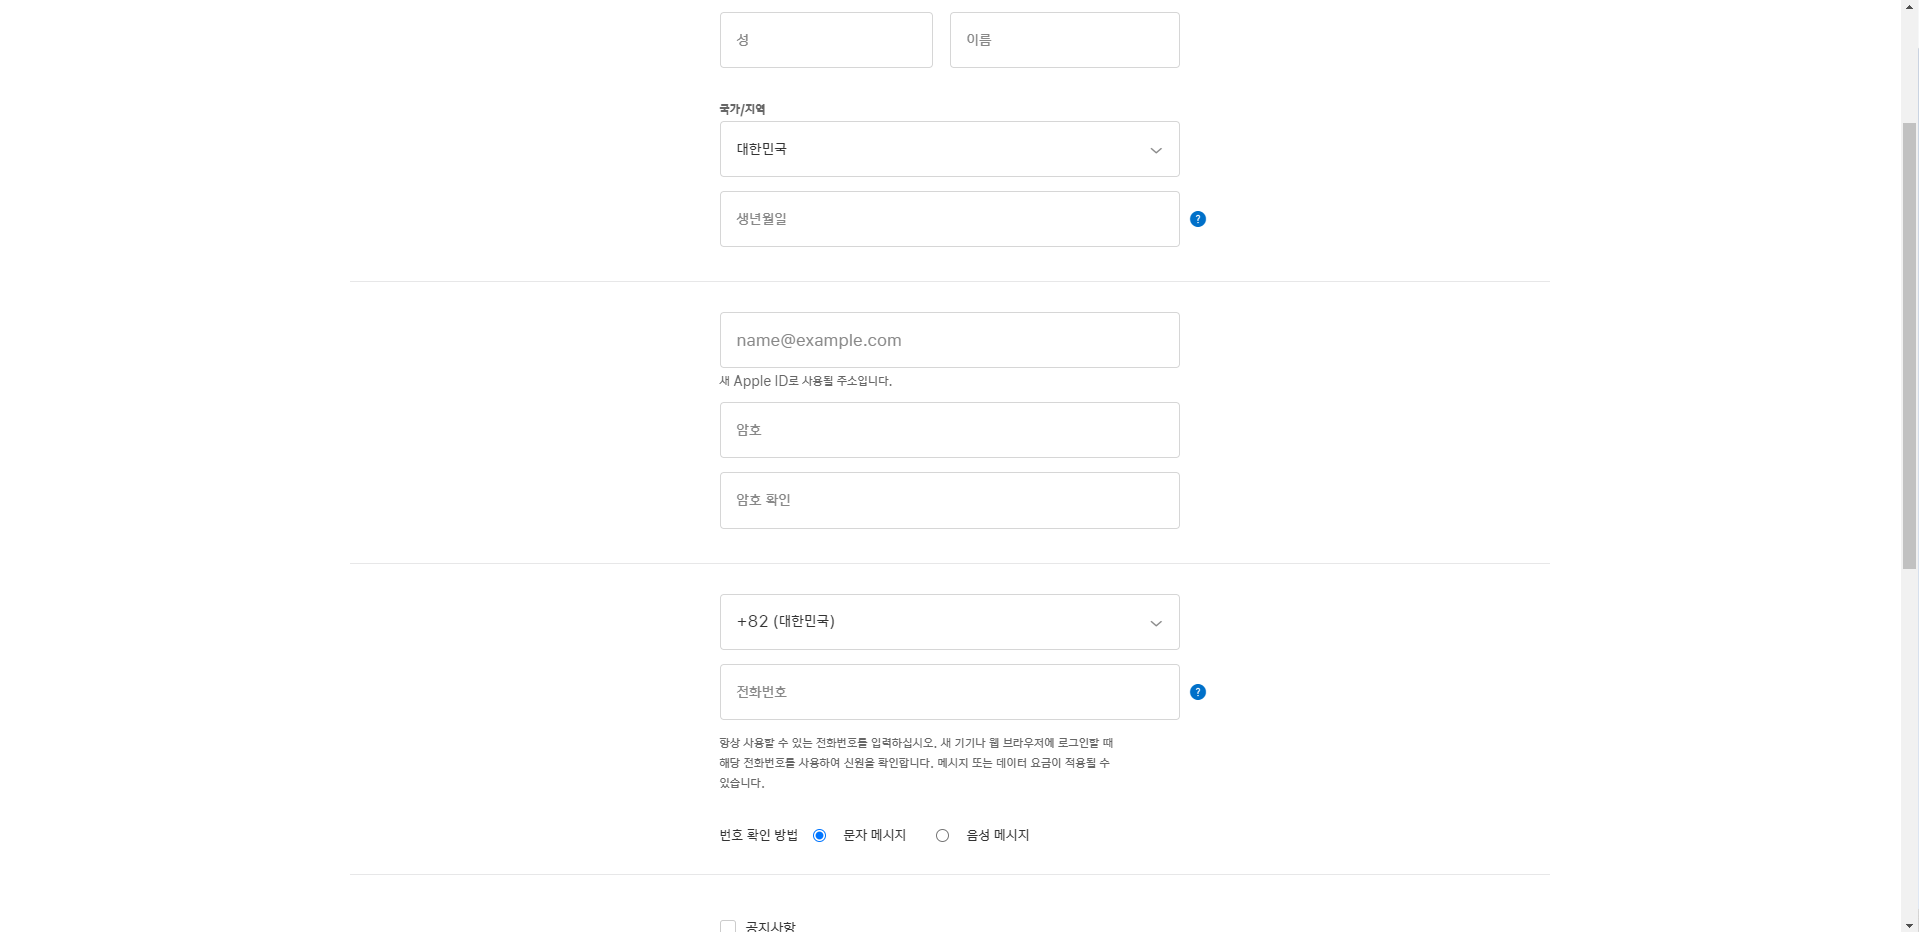 성 이름
국가/지역
대한민국
생년월일 ?
name@example.com
새 Apple ID로 사용될 주소입니다.
암호
암호 확인
+82 (대한민국)
전화번호 ?
항상 사용할 수 있는 전화번호를 입력하십시오. 새 기기나 웹 브라우저에 로그인할 때
해당 전화번호를 사용하여 신원을 확인합니다. 메시지 또는 데이터 요금이 적용될 수
있습니다.
번호 확인 방법 문자 메시지 음성 메시지
공지사항